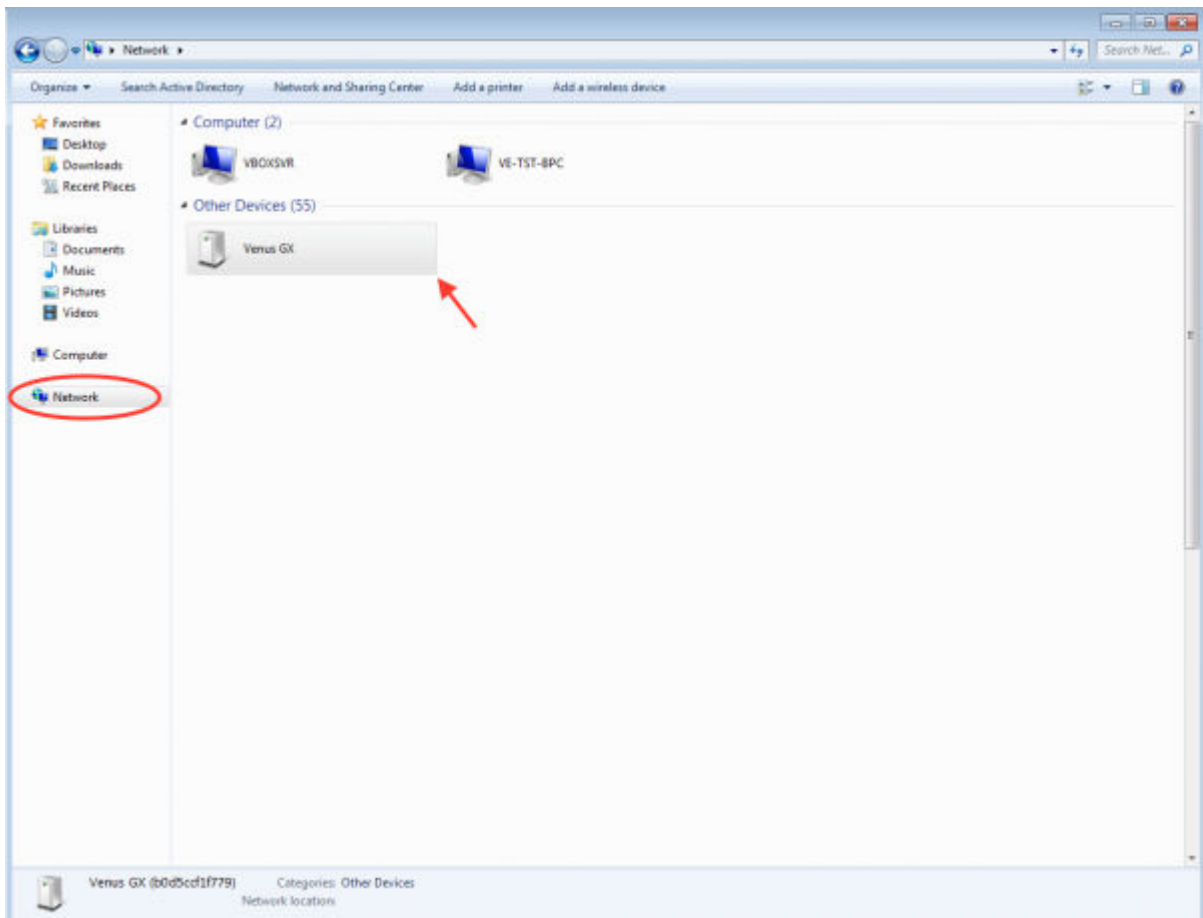 Network
Search Net...
Organize Search Active Directory Network and Sharing Center Add a printer Add a wireless device
Favorites
Desktop
Downloads
Recent Places
Libraries
Documents
Music
Pictures
Videos
Computer
Network
Computer (2)
VBOXSVR VE-TST-BPC
Other Devices (55)
Venus GX
Venus GX (b0d5ccf1f779) Categories: Other Devices
Network location: